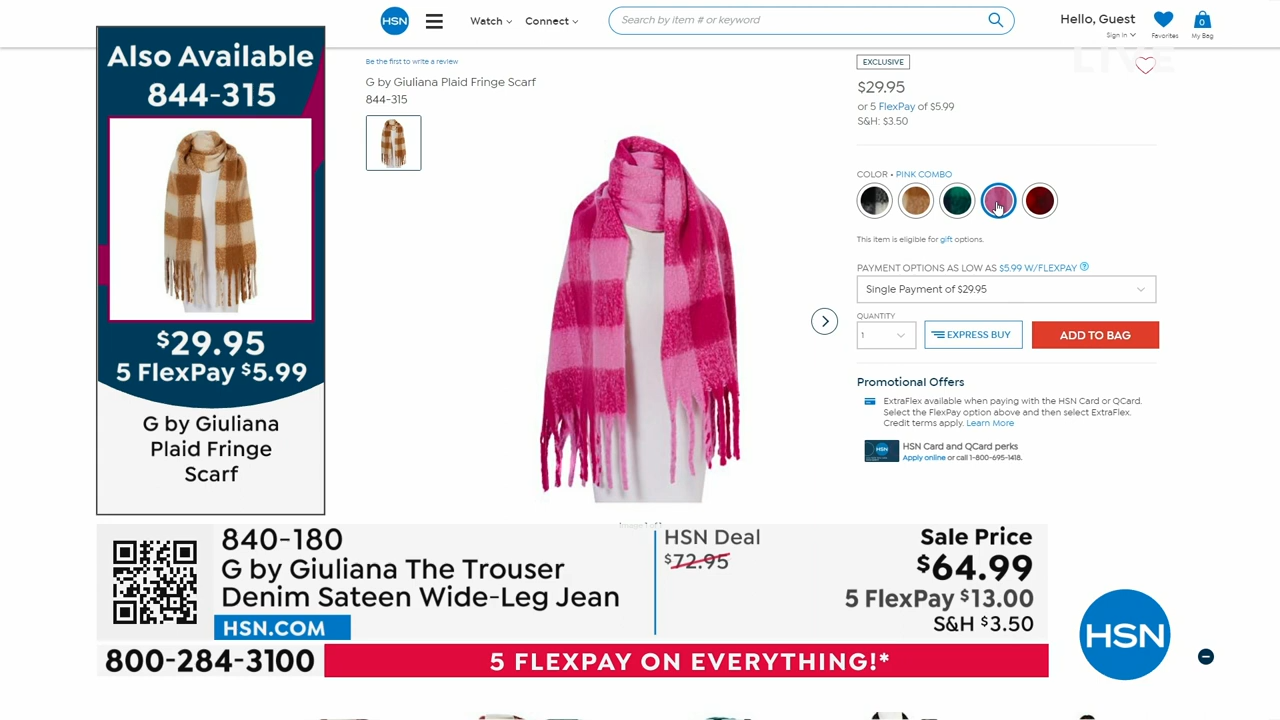 HSN
Watch
Connect
Search by item # or keyword
Hello, Guest
Sign In
Favorites
0
My Bag
LIVE
Also Available
844-315
$29.95
5 FlexPay $5.99
G by Giuliana
Plaid Fringe
Scarf
Be the first to write a review
G by Giuliana Plaid Fringe Scarf
844-315
EXCLUSIVE
$29.95
or 5 FlexPay of $5.99
S&H: $3.50
COLOR • PINK COMBO
This item is eligible for gift options.
PAYMENT OPTIONS AS LOW AS $5.99 W/FLEXPAY ?
Single Payment of $29.95
QUANTITY
1
EXPRESS BUY
ADD TO BAG
Promotional Offers
ExtraFlex available when paying with the HSN Card or QCard.
Select the FlexPay option above and then select ExtraFlex.
Credit terms apply. Learn More
HSN Card and QCard perks
Apply online or call 1-800-695-1418.
840-180
G by Giuliana The Trouser
Denim Sateen Wide-Leg Jean
HSN.COM
HSN Deal
$72.95
Sale Price
$64.99
5 FlexPay $13.00
S&H $3.50
800-284-3100
5 FLEXPAY ON EVERYTHING!*
HSN